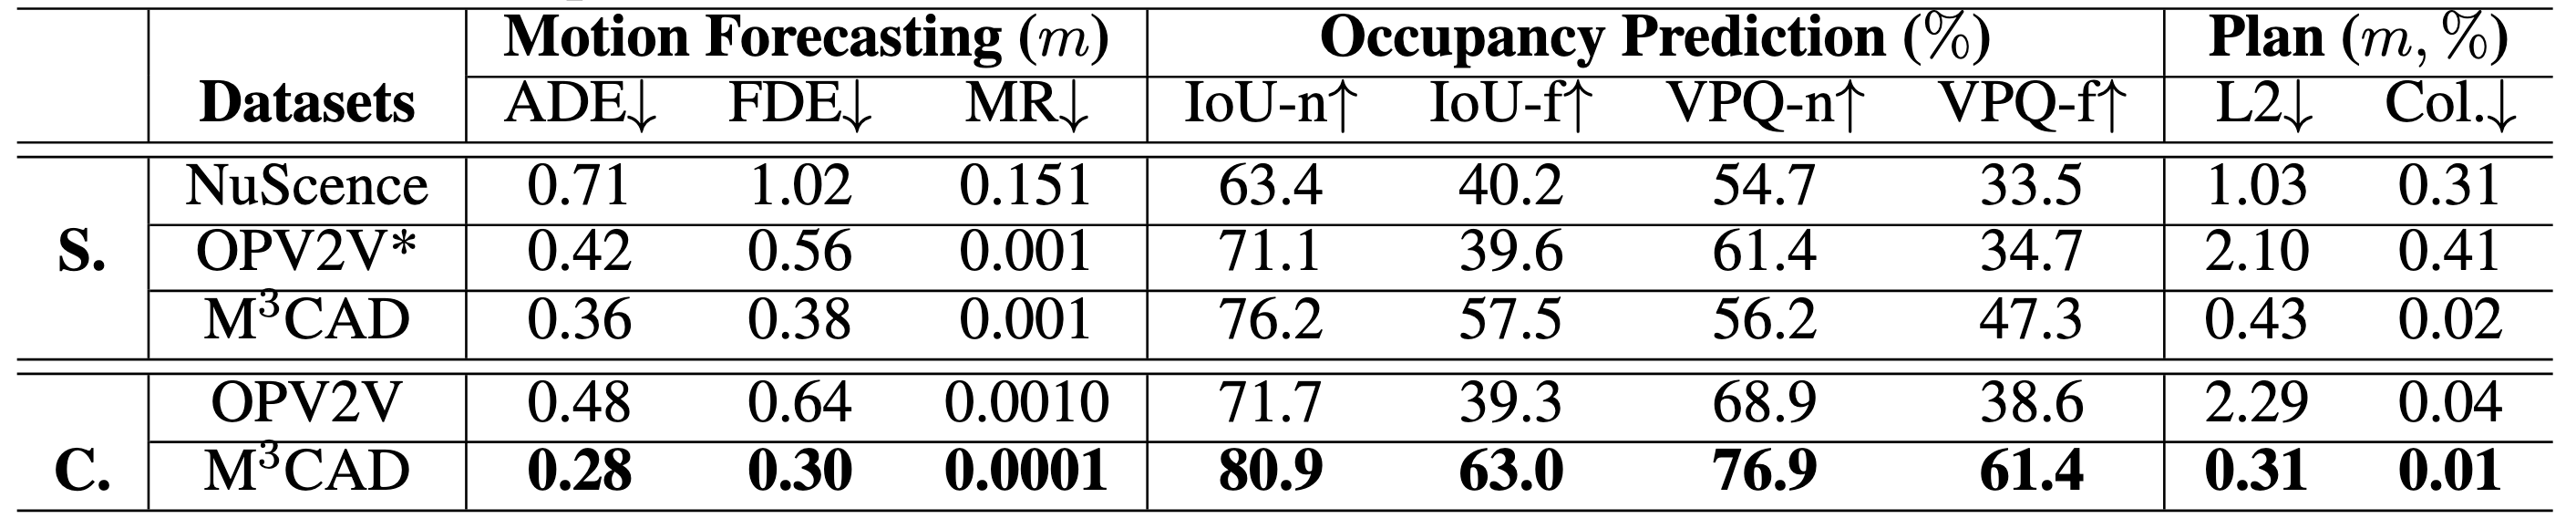 Motion Forecasting (m) Occupancy Prediction (%) Plan (m, %)
Datasets ADE↓ FDE↓ MR↓ IoU-n↑ IoU-f↑ VPQ-n↑ VPQ-f↑ L2↓ Col.↓
NuScence 0.71 1.02 0.151 63.4 40.2 54.7 33.5 1.03 0.31
S. OPV2V* 0.42 0.56 0.001 71.1 39.6 61.4 34.7 2.10 0.41
M³CAD 0.36 0.38 0.001 76.2 57.5 56.2 47.3 0.43 0.02
OPV2V 0.48 0.64 0.0010 71.7 39.3 68.9 38.6 2.29 0.04
C. M³CAD 0.28 0.30 0.0001 80.9 63.0 76.9 61.4 0.31 0.01